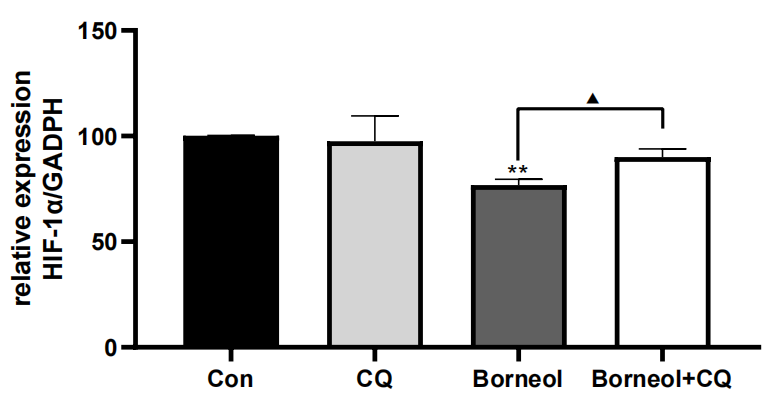 150
100
50
0
relative expression
HIF-1α/GADPH
**
▲
Con CQ Borneol Borneol+CQ